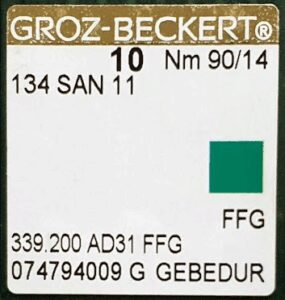 GROZ-BECKERT®
10 Nm 90/14
134 SAN 11
FFG
339.200 AD31 FFG
074794009 G GEBEDUR